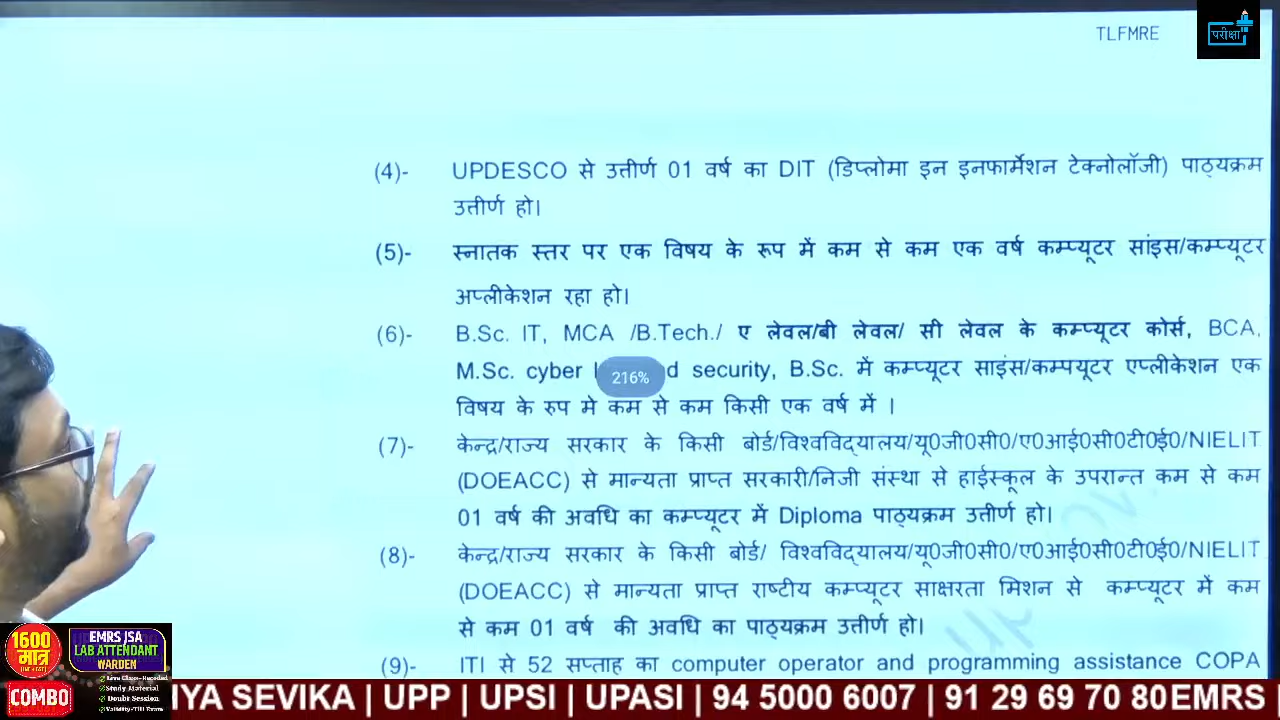 TLFMRE
परीक्षा
(4)- UPDESCO से उत्तीर्ण 01 वर्ष का DIT (डिप्लोमा इन इनफार्मेशन टेक्नोलॉजी) पाठ्यक्रम
उत्तीर्ण हो।
(5)- स्नातक स्तर पर एक विषय के रूप में कम से कम एक वर्ष कम्प्यूटर सांइस/कम्प्यूटर
अप्लीकेशन रहा हो।
(6)- B.Sc. IT, MCA /B.Tech./ ए लेवल/बी लेवल/ सी लेवल के कम्प्यूटर कोर्स, BCA,
M.Sc. cyber security, B.Sc. में कम्प्यूटर साइंस/कम्पयूटर एप्लीकेशन एक
216%
विषय के रुप मे कम से कम किसी एक वर्ष में ।
(7)- केन्द्र/राज्य सरकार के किसी बोर्ड/विश्वविद्यालय/यू0जी0सी0/ए0आई0सी0टी0ई0/NIELIT
(DOEACC) से मान्यता प्राप्त सरकारी/निजी संस्था से हाईस्कूल के उपरान्त कम से कम
01 वर्ष की अवधि का कम्प्यूटर में Diploma पाठ्यक्रम उत्तीर्ण हो।
(8)- केन्द्र/राज्य सरकार के किसी बोर्ड/ विश्वविद्यालय/यू0जी0सी0/ए0आई0सी0टी0ई0/NIELIT
(DOEACC) से मान्यता प्राप्त राष्टीय कम्प्यूटर साक्षरता मिशन से कम्प्यूटर में कम
से कम 01 वर्ष की अवधि का पाठ्यक्रम उत्तीर्ण हो।
(9)- ITI से 52 सप्ताह का computer operator and programming assistance COPA
1600
मात्र
COMBO
EMRS JSA
LAB ATTENDANT
WARDEN
Study Material
Doubt Session
IYA SEVIKA | UPP | UPSI | UPASI | 94 5000 6007 | 91 29 69 70 80 EMRS |